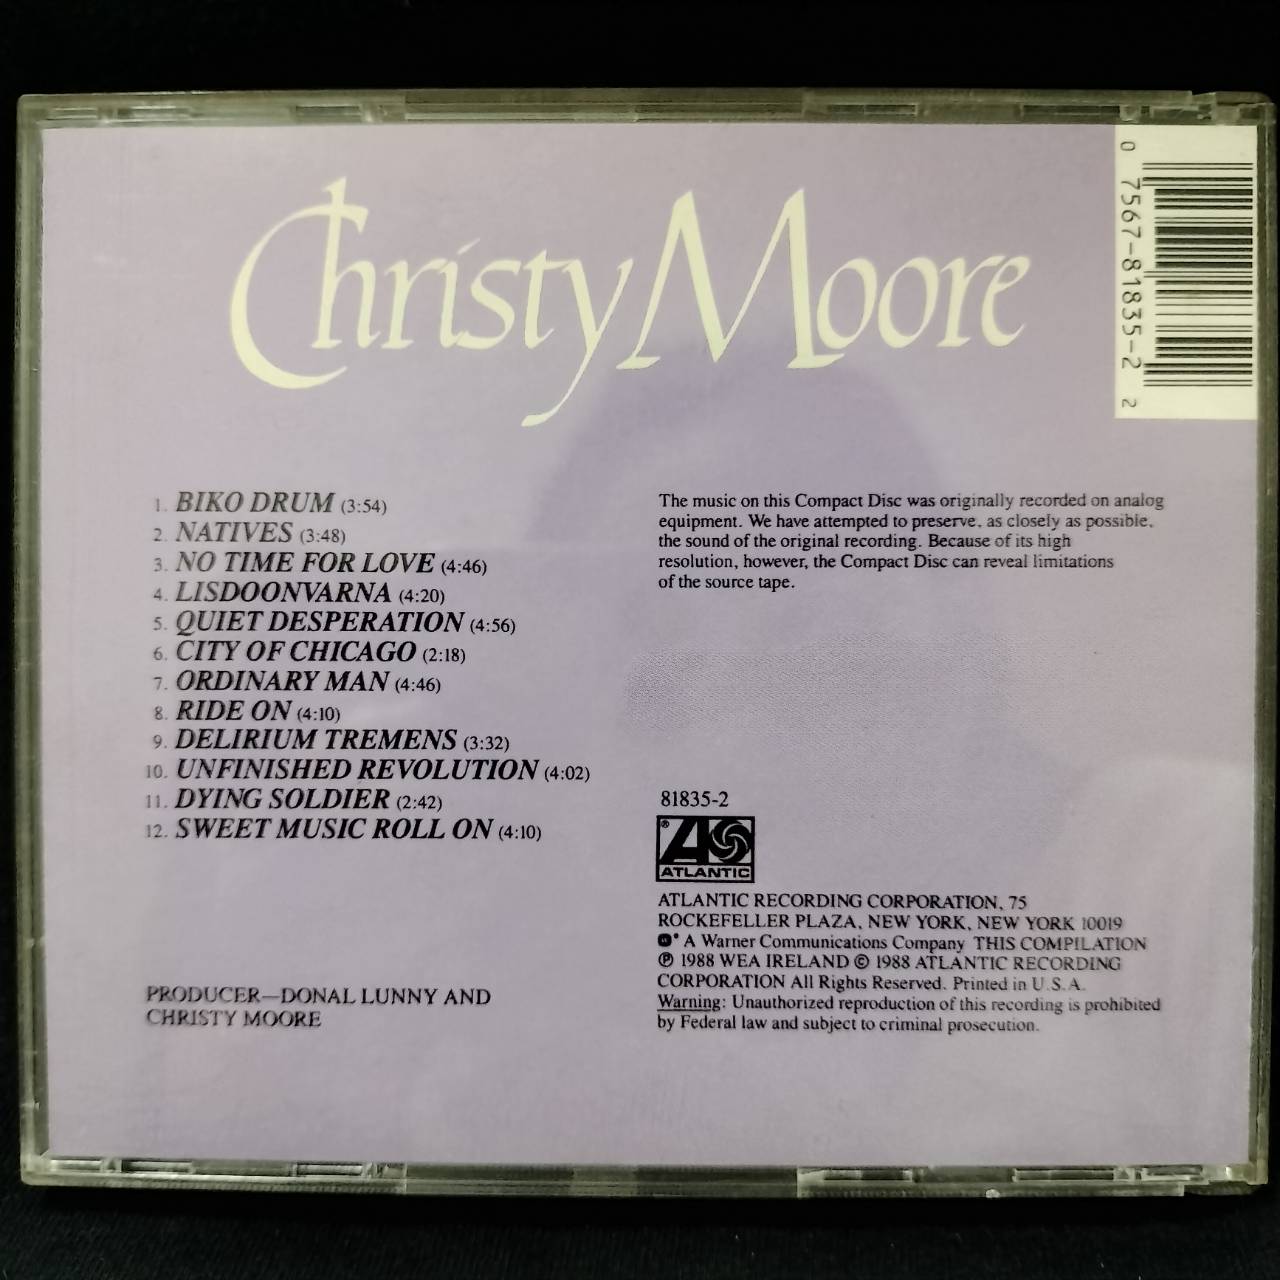 Christy Moore
0 7567-81835-2 2
1. BIKO DRUM (3:54)
2. NATIVES (3:48)
3. NO TIME FOR LOVE (4:46)
4. LISDOONVARNA (4:20)
5. QUIET DESPERATION (4:56)
6. CITY OF CHICAGO (2:18)
7. ORDINARY MAN (4:46)
8. RIDE ON (4:10)
9. DELIRIUM TREMENS (3:32)
10. UNFINISHED REVOLUTION (4:02)
11. DYING SOLDIER (2:42)
12. SWEET MUSIC ROLL ON (4:10)
PRODUCER—DONAL LUNNY AND
CHRISTY MOORE
The music on this Compact Disc was originally recorded on analog
equipment. We have attempted to preserve, as closely as possible,
the sound of the original recording. Because of its high
resolution, however, the Compact Disc can reveal limitations
of the source tape.
81835-2
® A
ATLANTIC
ATLANTIC RECORDING CORPORATION, 75
ROCKEFELLER PLAZA, NEW YORK, NEW YORK 10019
A Warner Communications Company THIS COMPILATION
℗ 1988 WEA IRELAND © 1988 ATLANTIC RECORDING
CORPORATION All Rights Reserved. Printed in U.S.A.
Warning: Unauthorized reproduction of this recording is prohibited
by Federal law and subject to criminal prosecution.